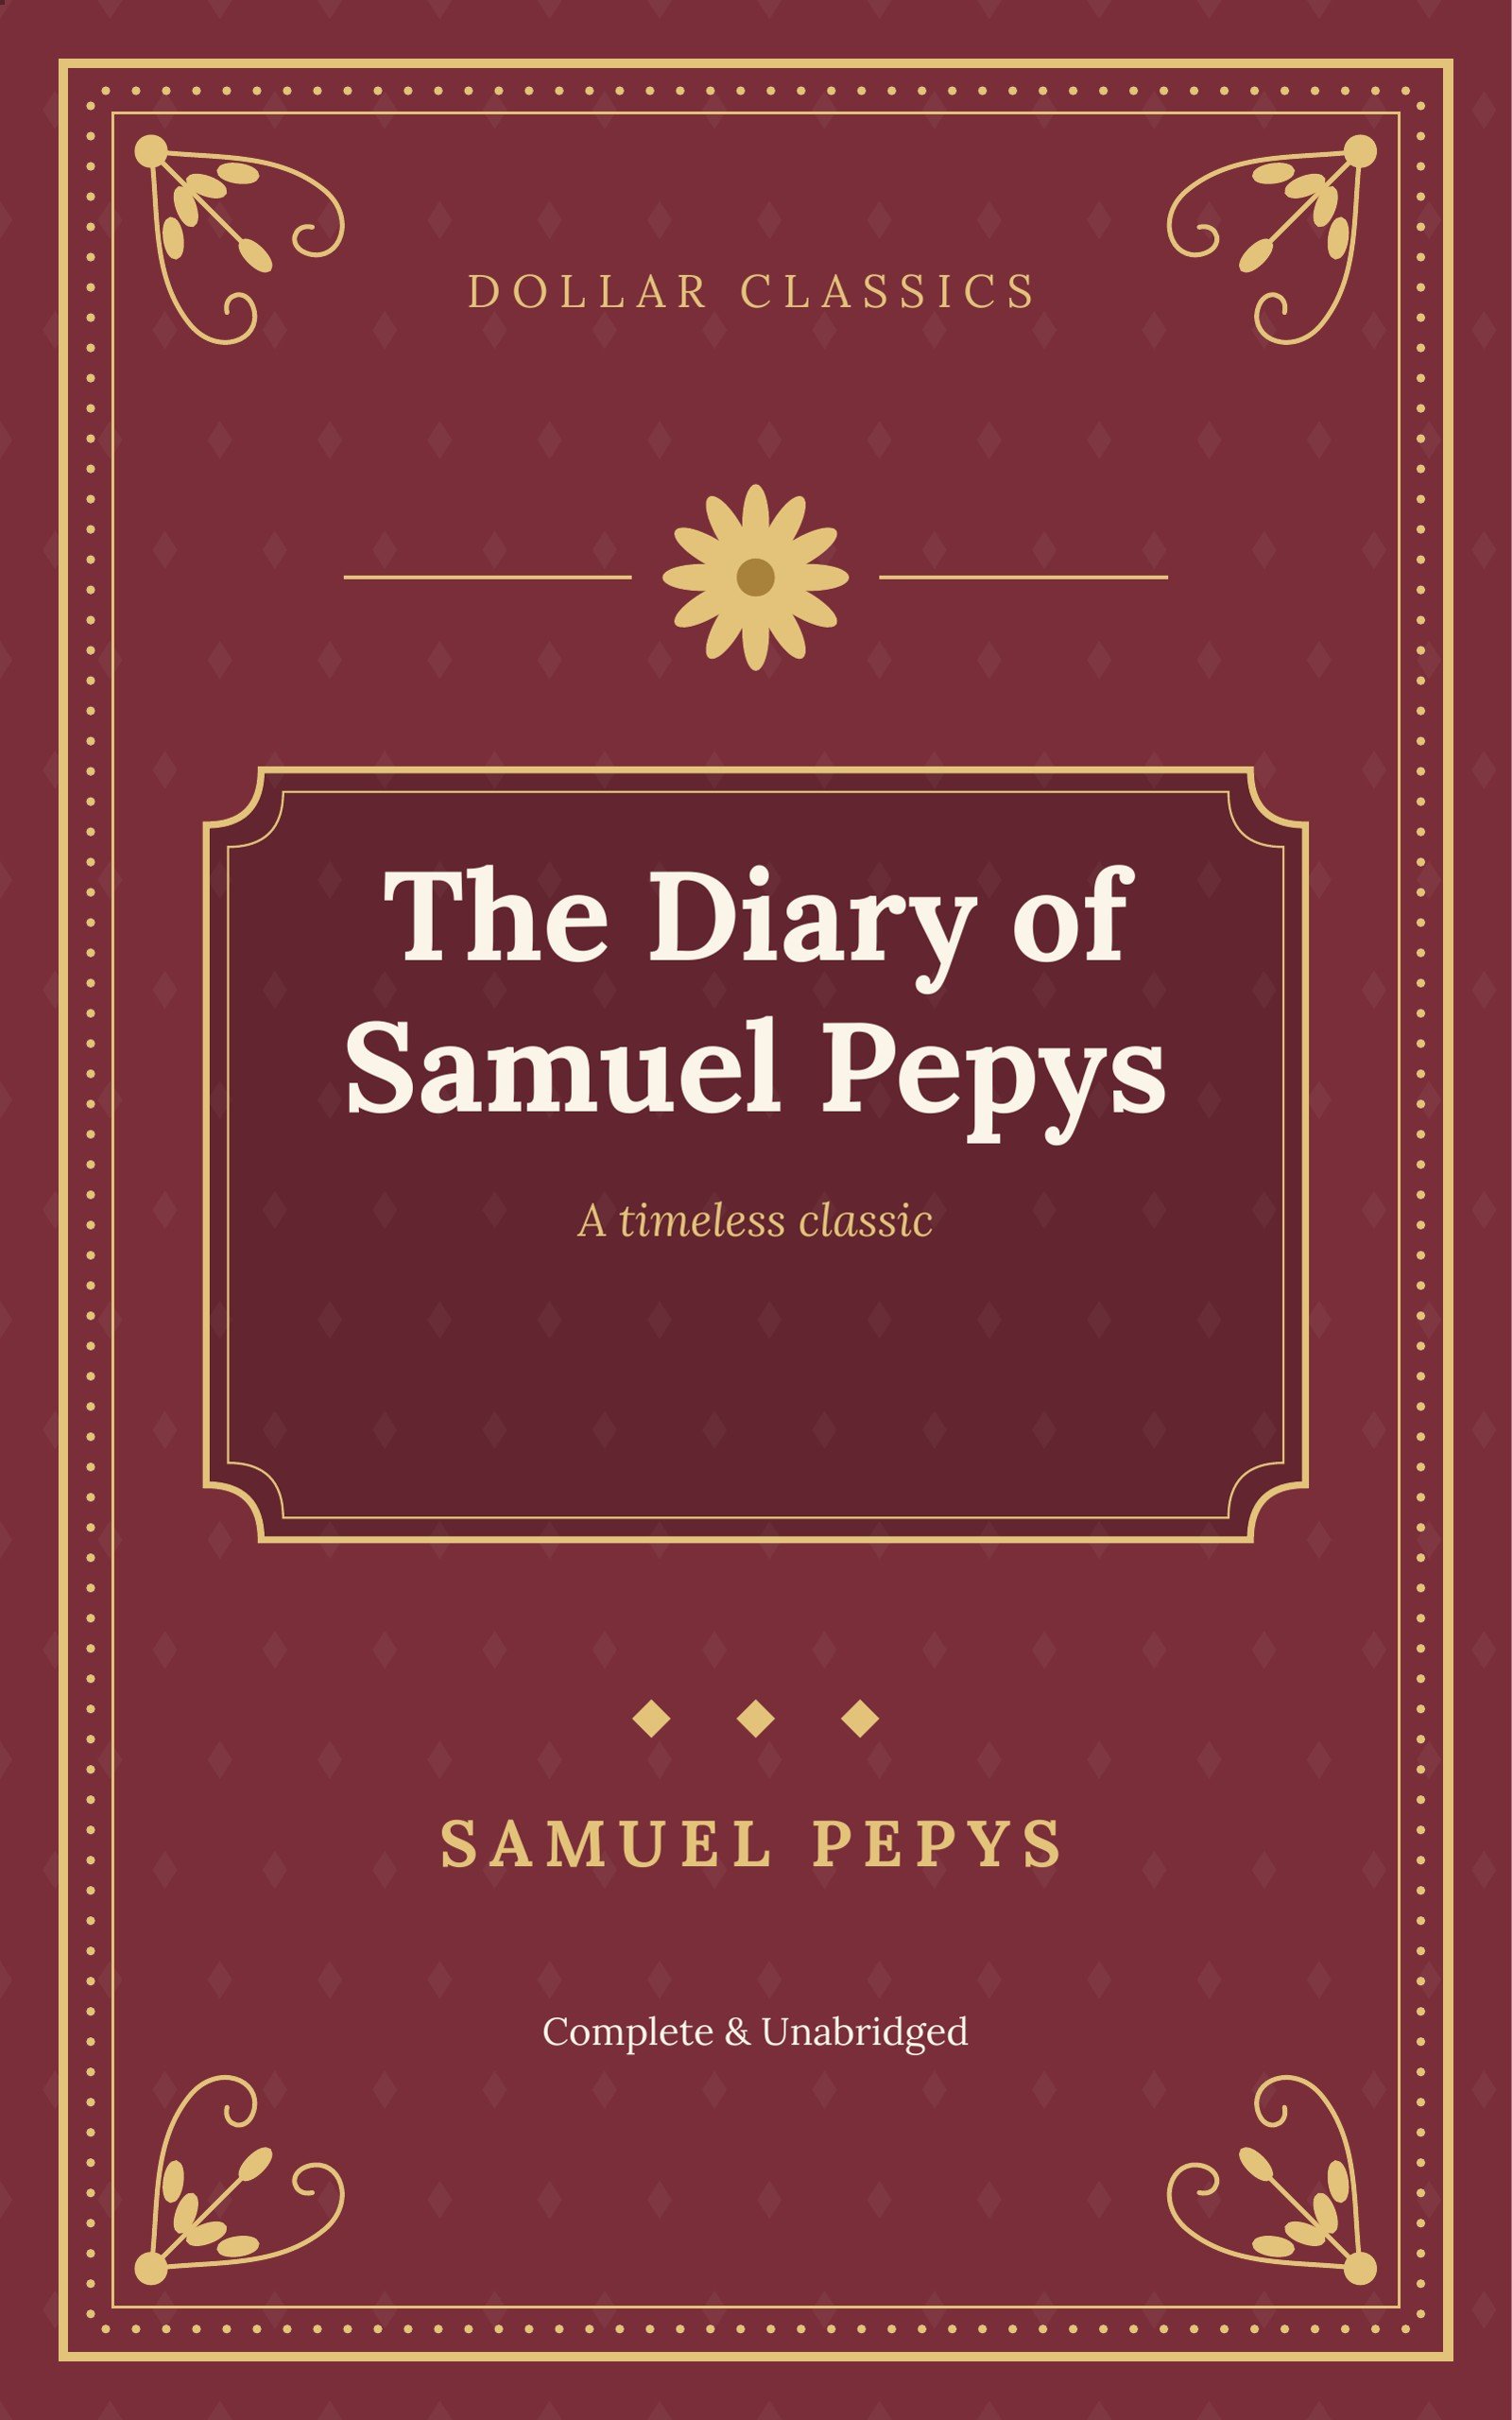 DOLLAR CLASSICS
The Diary of
Samuel Pepys
A timeless classic
SAMUEL PEPYS
Complete & Unabridged